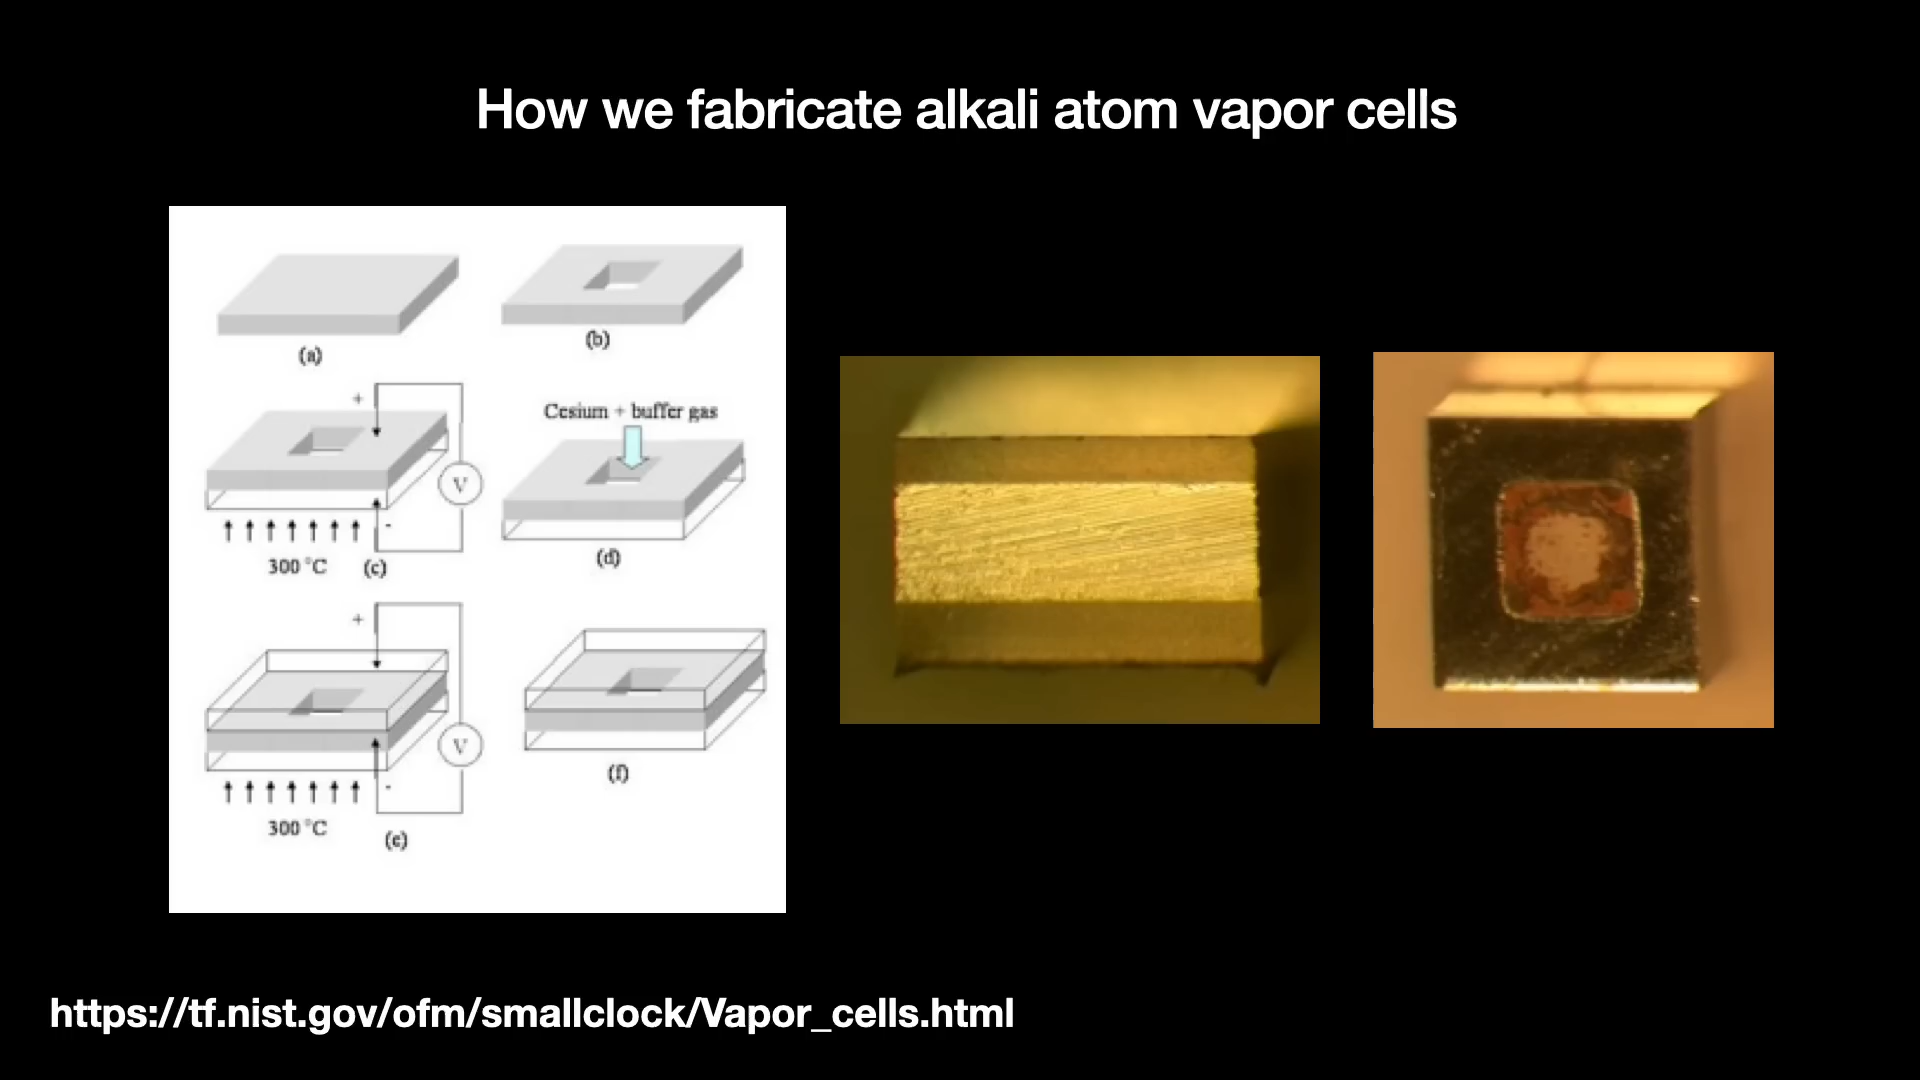 How we fabricate alkali atom vapor cells
(a)
(b)
+
V
-
300 °C
(c)
Cesium + buffer gas
(d)
+
V
-
300 °C
(e)
(f)
https://tf.nist.gov/ofm/smallclock/Vapor_cells.html